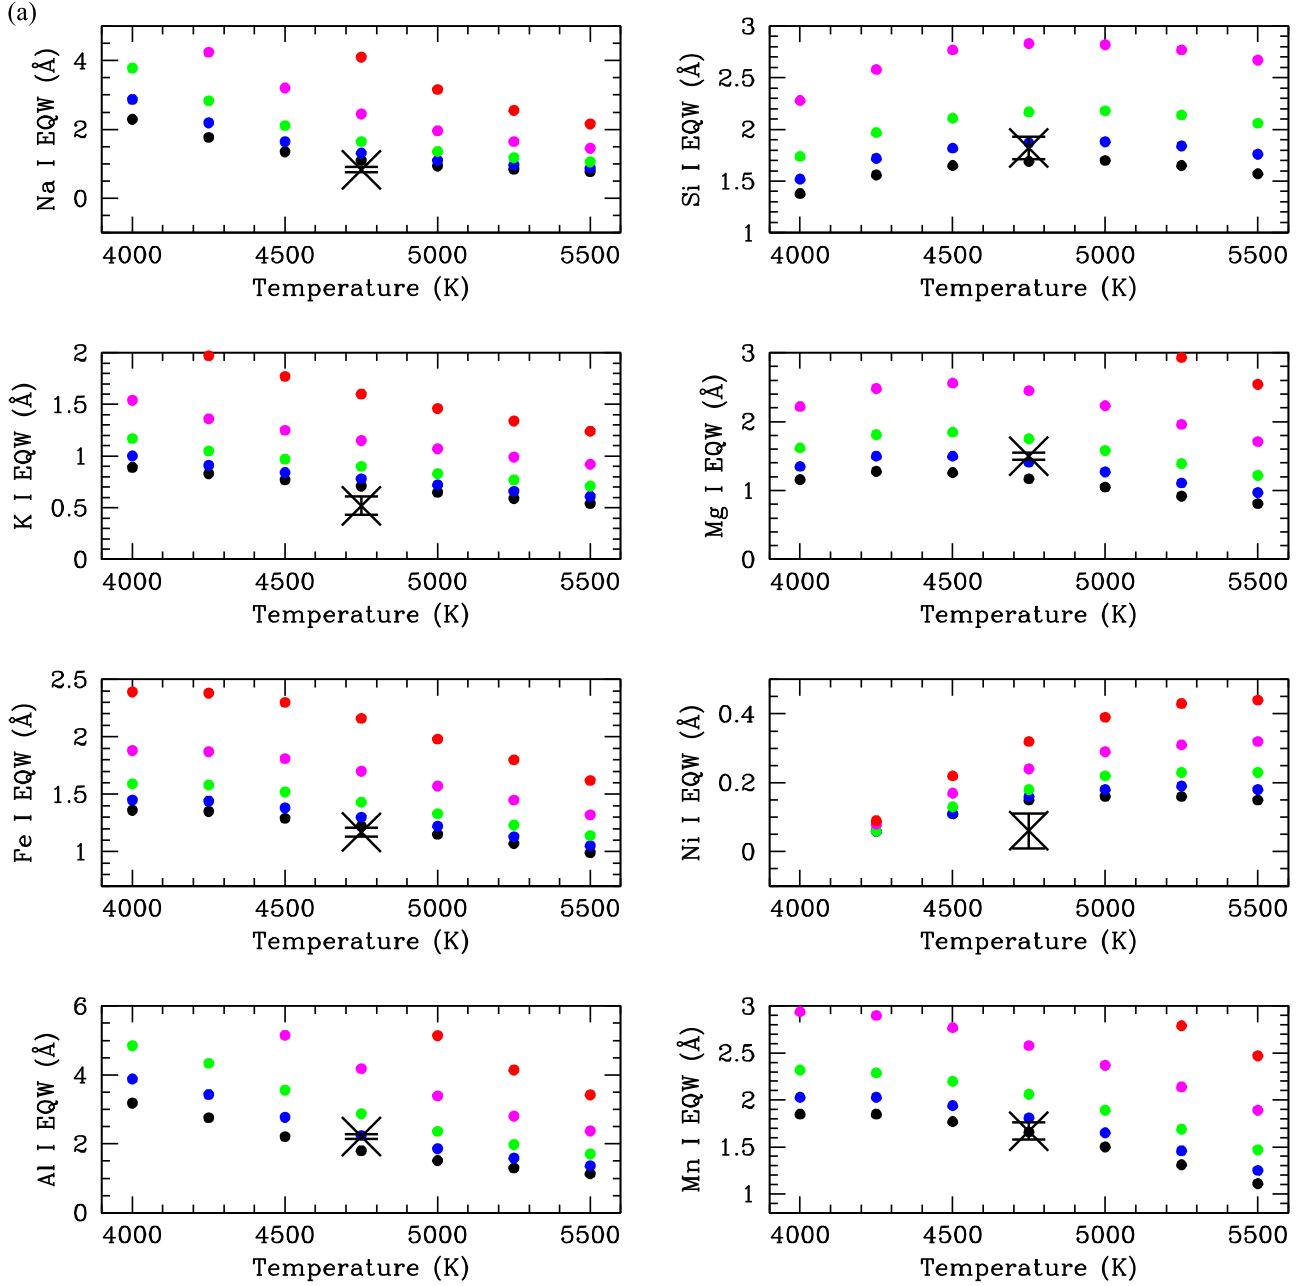 (a)
Na I EQW (Å)
4
2
0
4000 4500 5000 5500
Temperature (K)
Si I EQW (Å)
3
2.5
2
1.5
1
4000 4500 5000 5500
Temperature (K)
K I EQW (Å)
2
1.5
1
0.5
0
4000 4500 5000 5500
Temperature (K)
Mg I EQW (Å)
3
2
1
0
4000 4500 5000 5500
Temperature (K)
Fe I EQW (Å)
2.5
2
1.5
1
4000 4500 5000 5500
Temperature (K)
Ni I EQW (Å)
0.4
0.2
0
4000 4500 5000 5500
Temperature (K)
Al I EQW (Å)
6
4
2
0
4000 4500 5000 5500
Temperature (K)
Mn I EQW (Å)
3
2.5
2
1.5
1
4000 4500 5000 5500
Temperature (K)